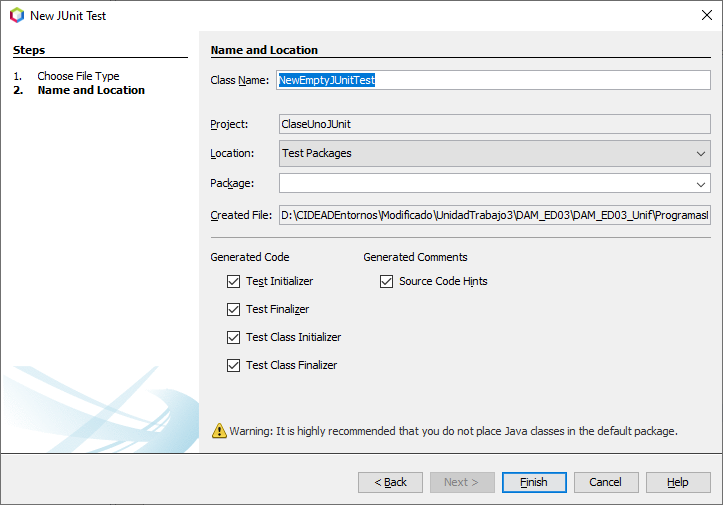 New JUnit Test
Steps
1. Choose File Type
2. Name and Location
Name and Location
Class Name: NewEmptyJUnitTest
Project: ClaseUnoJUnit
Location: Test Packages
Package:
Created File: D:\CIDEADEntornos\Modificado\UnidadTrabajo3\DAM_ED03\DAM_ED03_Unif\Programas
Generated Code
Generated Comments
Test Initializer
Source Code Hints
Test Finalizer
Test Class Initializer
Test Class Finalizer
Warning: It is highly recommended that you do not place Java classes in the default package.
< Back
Next >
Finish
Cancel
Help